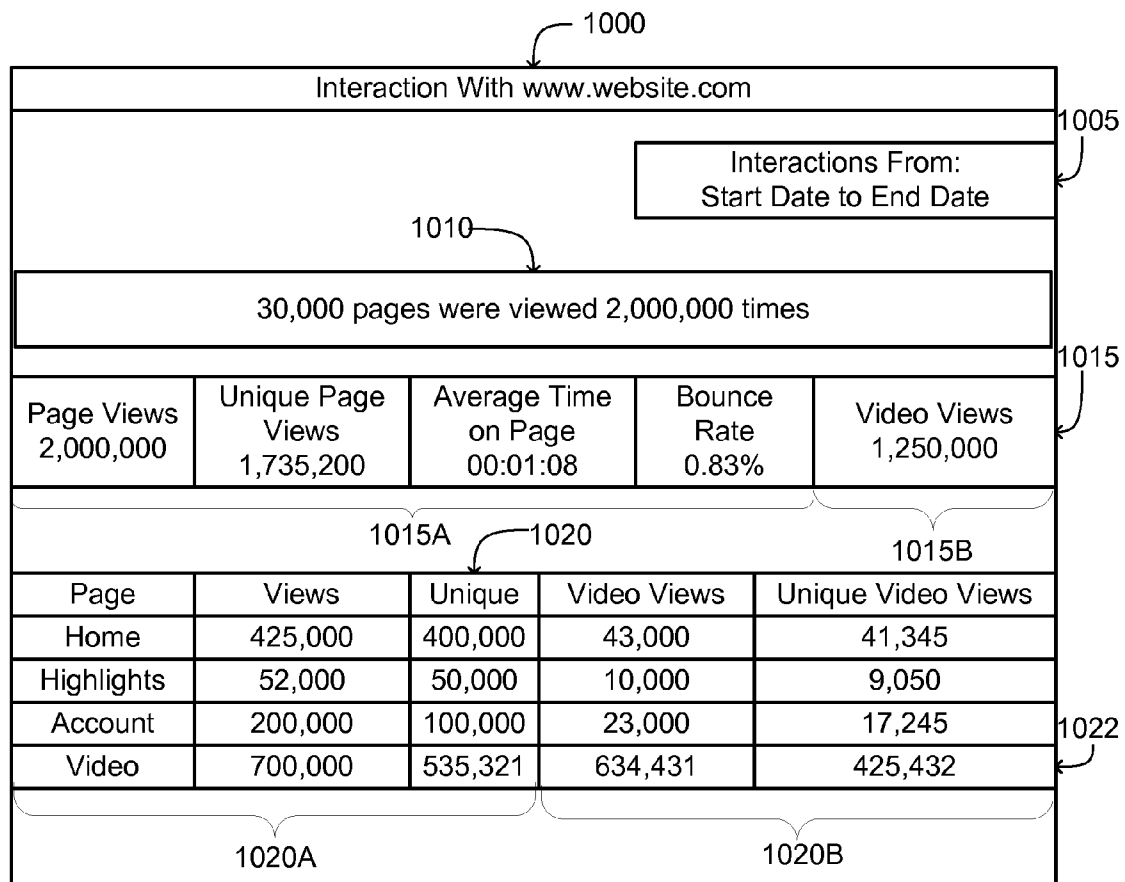 1000
Interaction With www.website.com
1005
Interactions From:
Start Date to End Date
1010
30,000 pages were viewed 2,000,000 times
1015
Page Views
2,000,000
Unique Page
Views
1,735,200
Average Time
on Page
00:01:08
Bounce
Rate
0.83%
Video Views
1,250,000
1015A
1020
1015B
Page Views Unique Video Views Unique Video Views
Home 425,000 400,000 43,000 41,345
Highlights 52,000 50,000 10,000 9,050
Account 200,000 100,000 23,000 17,245
1022
Video 700,000 535,321 634,431 425,432
1020A
1020B